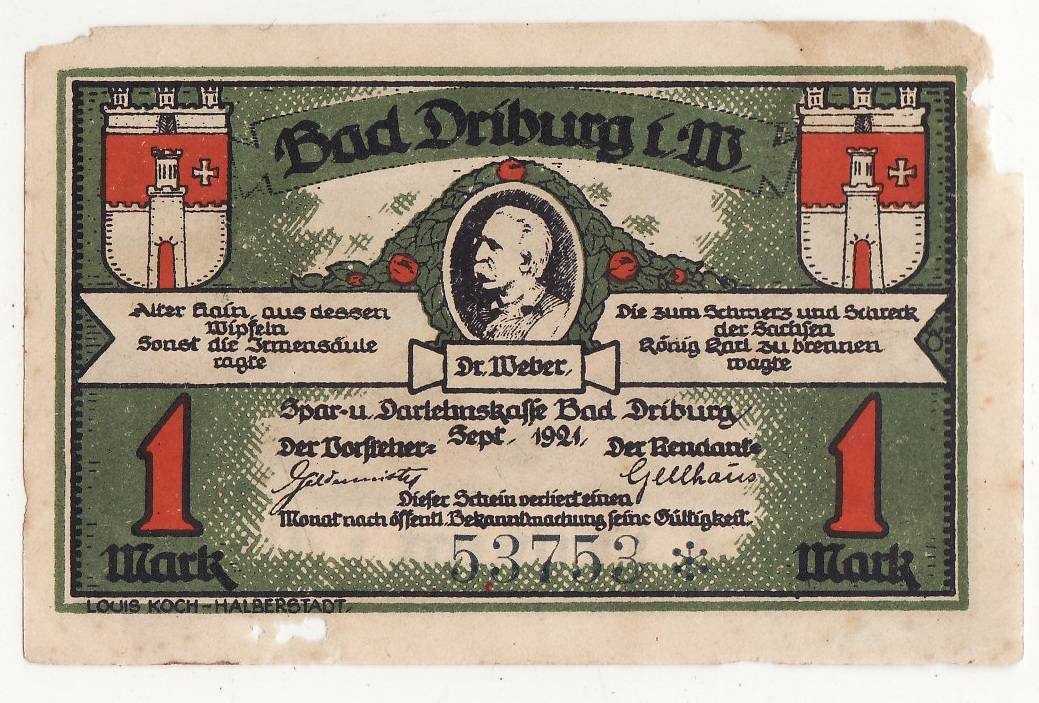 Bad Driburg i. W.
Alter Hain, aus dessen
Wipfeln
Sonst die Irmensäule
ragte
Die zum Schmerz und Schreck
der Sachsen
König Karl zu brennen
wagte
Dr. Weber.
Spar- u. Darlehnskasse Bad Driburg
Sept. 1921.
Der Vorsteher:
Der Rendant:
Gellhaus
Dieser Schein verliert einen
Monat nach öffentl. Bekanntmachung seine Gültigkeit.
1
Mark
1
Mark
53753 *
LOUIS KOCH - HALBERSTADT.